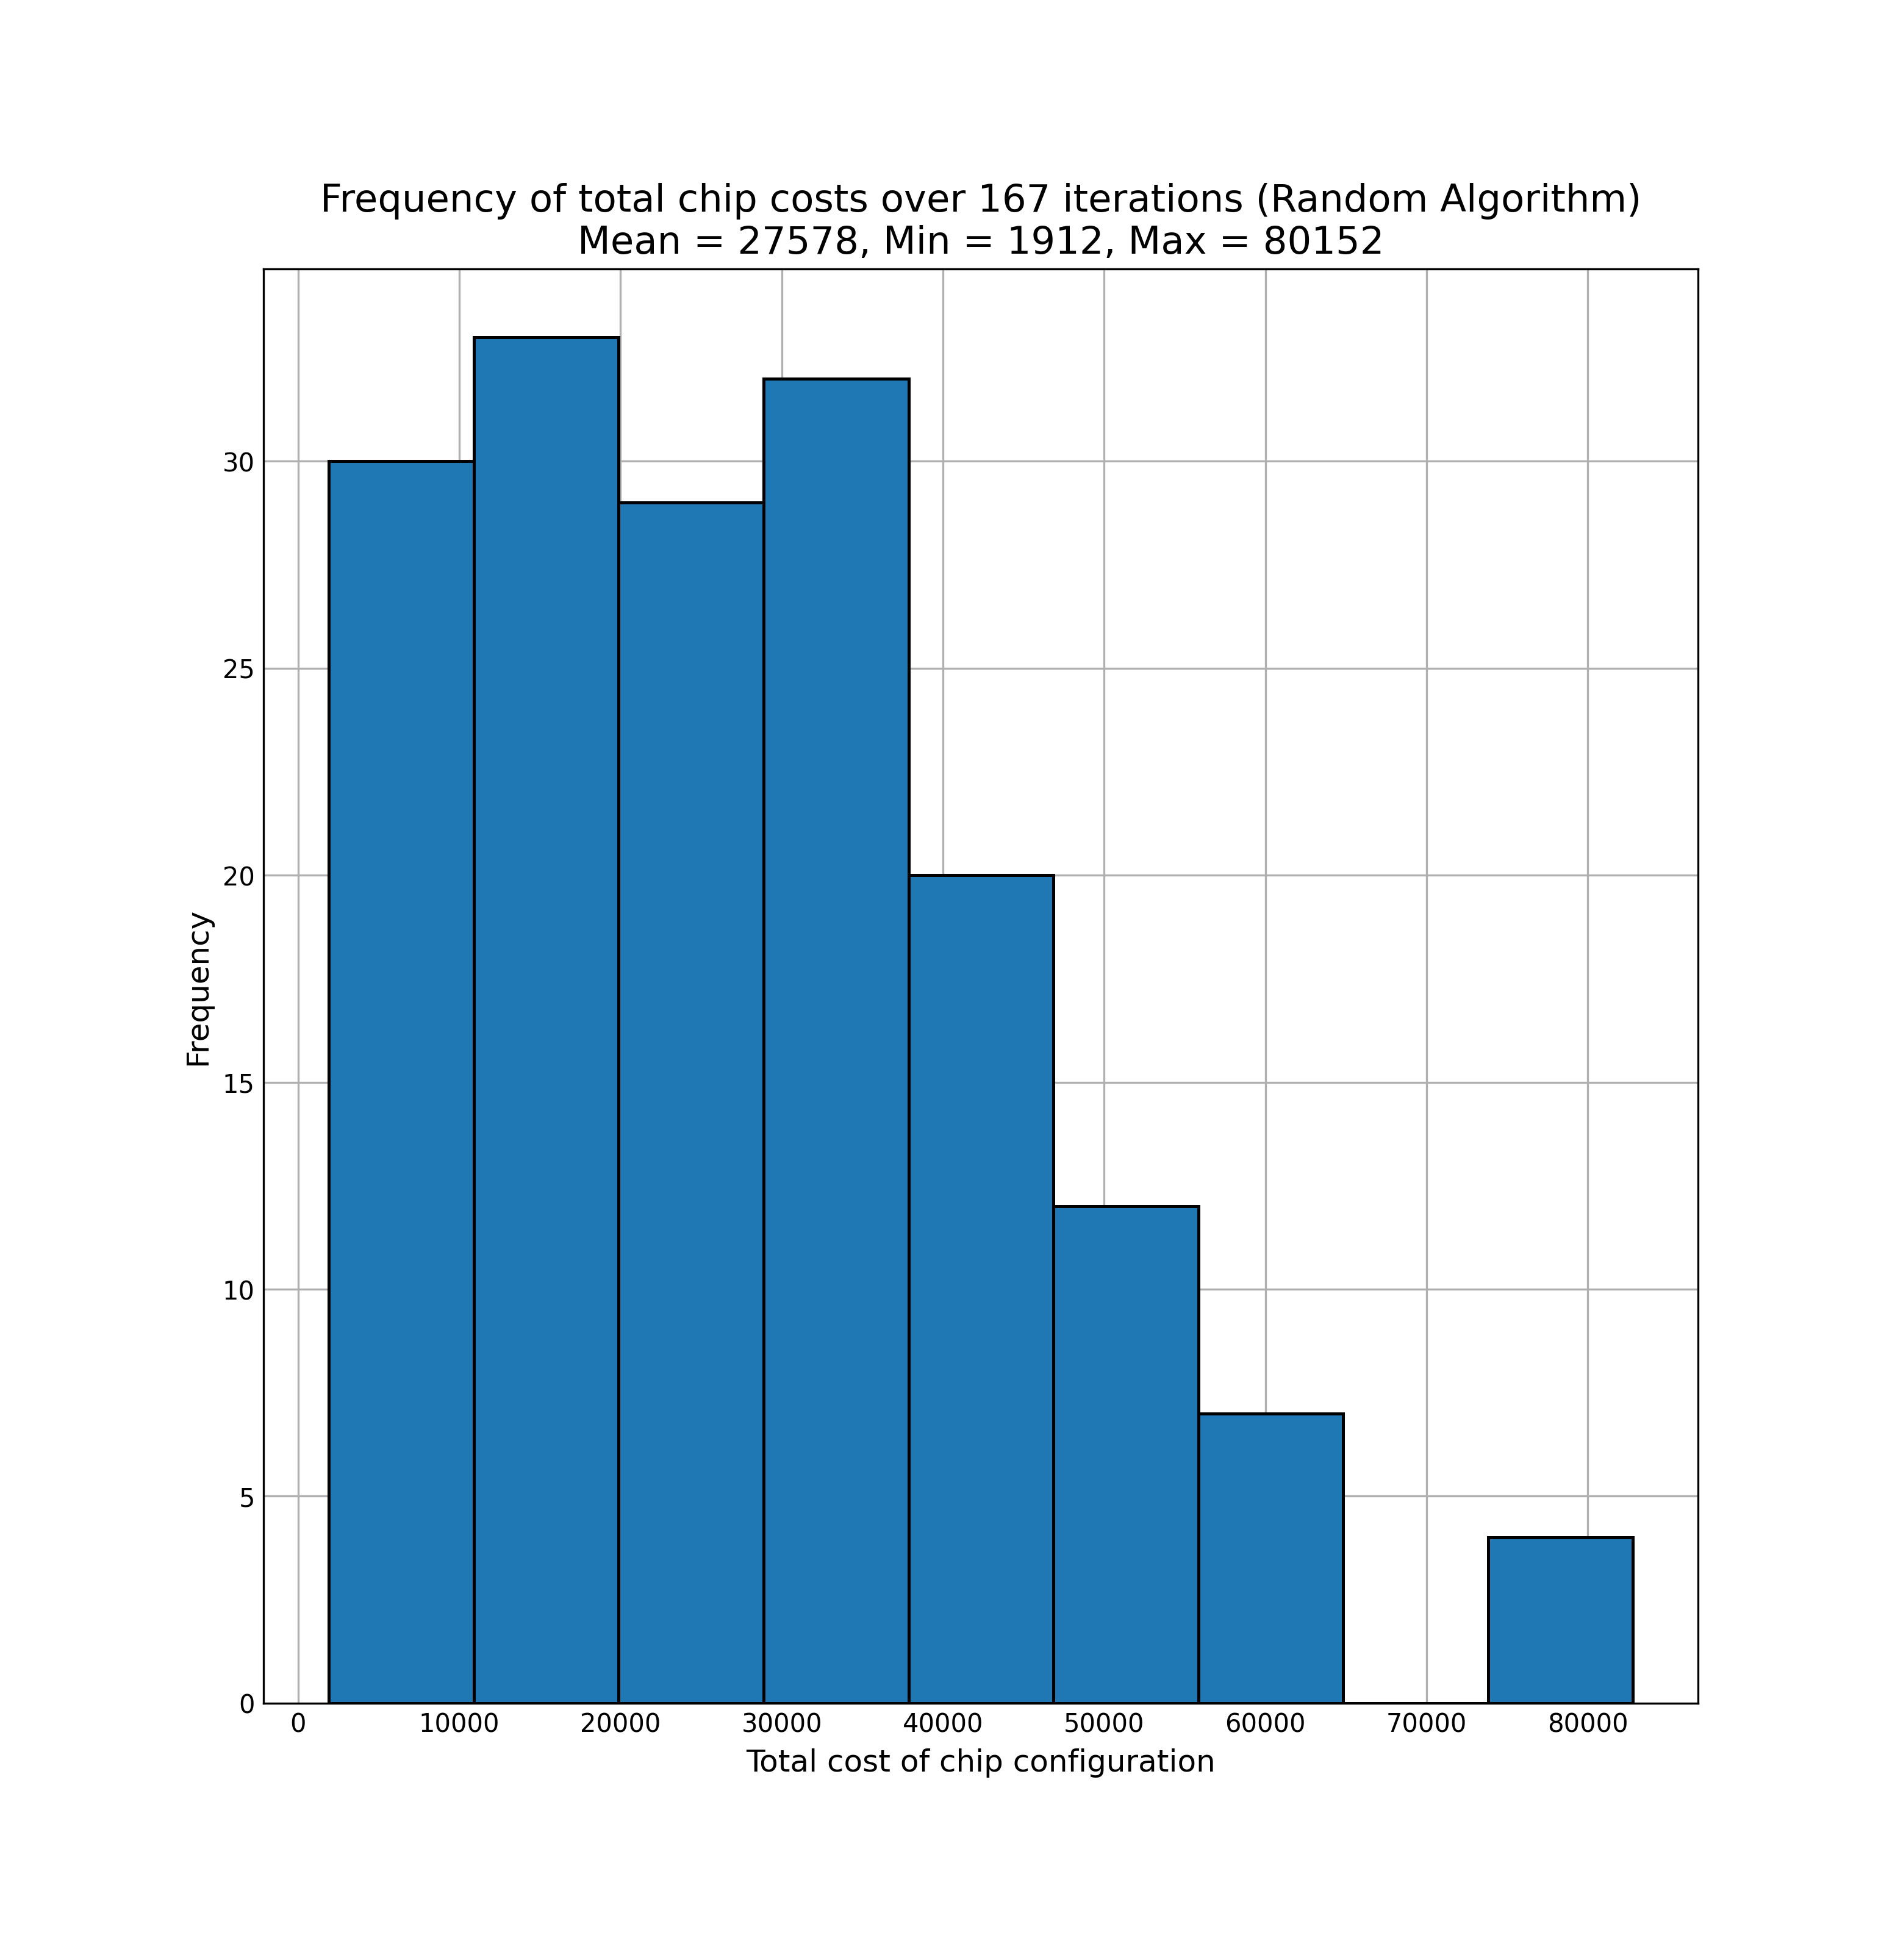 Frequency of total chip costs over 167 iterations (Random Algorithm)
Mean = 27578, Min = 1912, Max = 80152
30
25
20
15
10
5
0
Frequency
0 10000 20000 30000 40000 50000 60000 70000 80000
Total cost of chip configuration